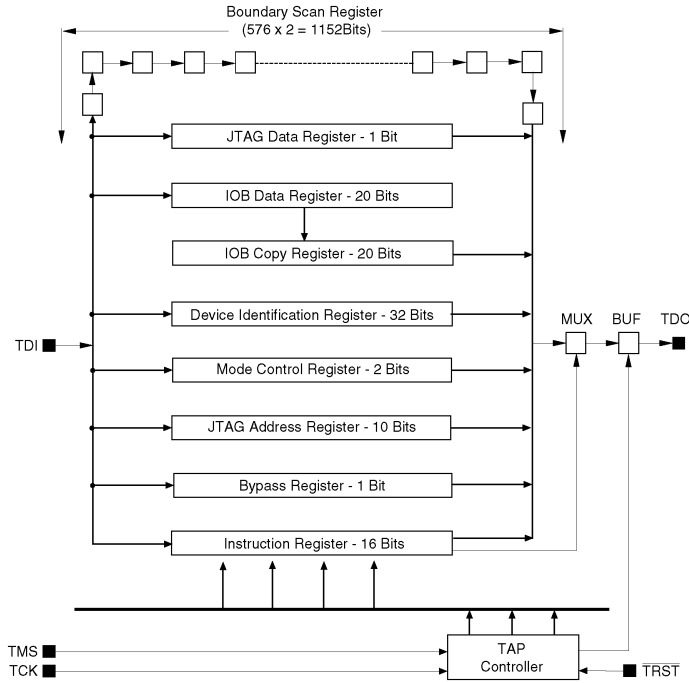 Boundary Scan Register
(576 x 2 = 1152Bits)
JTAG Data Register - 1 Bit
IOB Data Register - 20 Bits
IOB Copy Register - 20 Bits
Device Identification Register - 32 Bits
MUX BUF TDO
TDI
Mode Control Register - 2 Bits
JTAG Address Register - 10 Bits
Bypass Register - 1 Bit
Instruction Register - 16 Bits
TMS
TCK
TAP
Controller
TRST